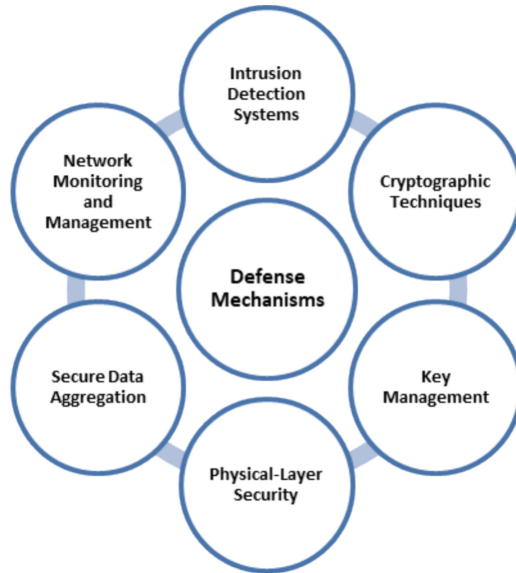 Intrusion
Detection
Systems
Network
Monitoring
and
Management
Cryptographic
Techniques
Defense
Mechanisms
Secure Data
Aggregation
Key
Management
Physical-Layer
Security